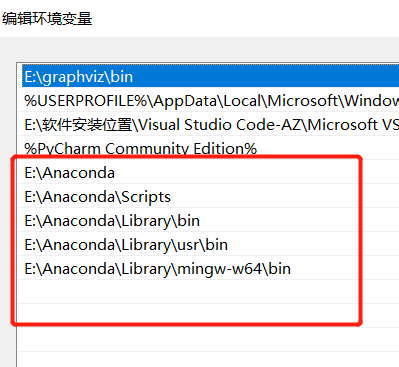 编辑环境变量
E:\graphviz\bin
%USERPROFILE%\AppData\Local\Microsoft\Window
E:\软件安装位置\Visual Studio Code-AZ\Microsoft VS
%PyCharm Community Edition%
E:\Anaconda
E:\Anaconda\Scripts
E:\Anaconda\Library\bin
E:\Anaconda\Library\usr\bin
E:\Anaconda\Library\mingw-w64\bin